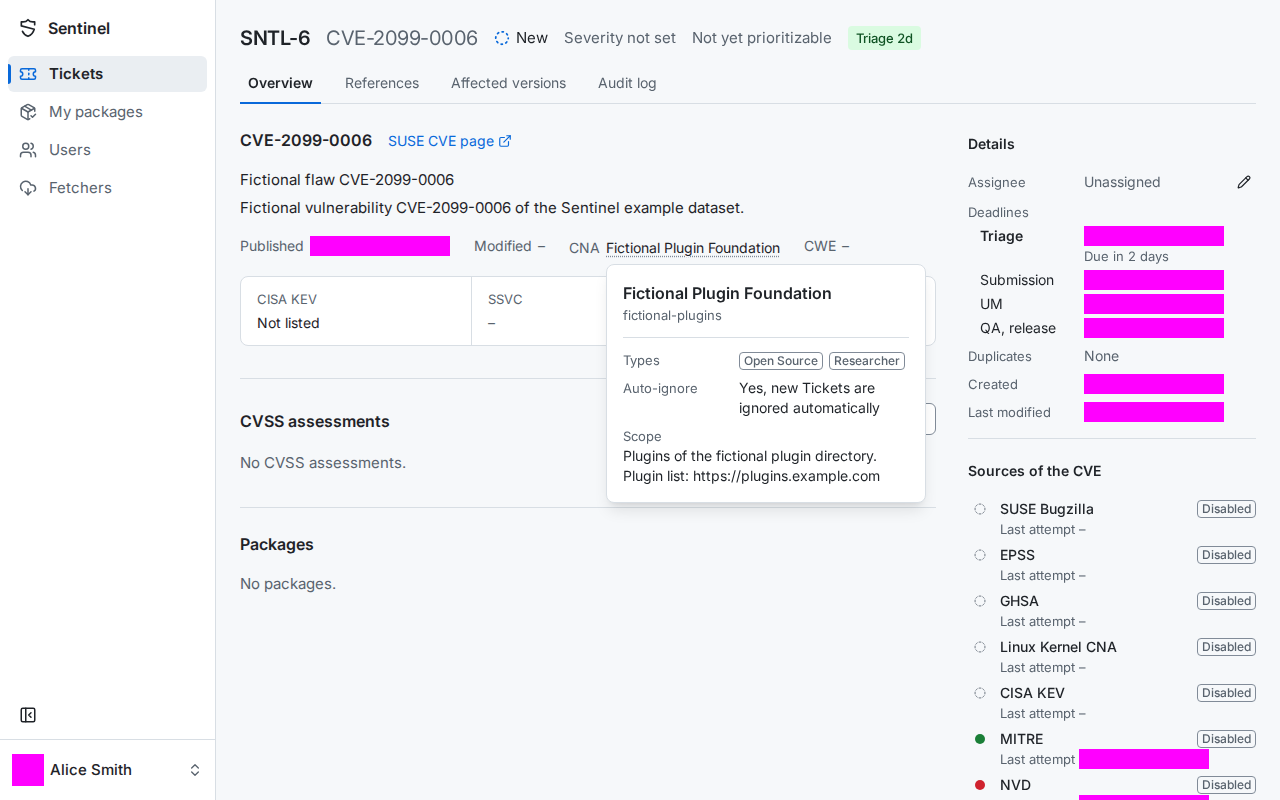 Sentinel
Tickets
My packages
Users
Fetchers
Alice Smith
SNTL-6 CVE-2099-0006 New Severity not set Not yet prioritizable Triage 2d
Overview References Affected versions Audit log
CVE-2099-0006 SUSE CVE page
Fictional flaw CVE-2099-0006
Fictional vulnerability CVE-2099-0006 of the Sentinel example dataset.
Published Modified – CNA Fictional Plugin Foundation CWE –
CISA KEV SSVC
Not listed –
Fictional Plugin Foundation
fictional-plugins
Types Open Source Researcher
Auto-ignore Yes, new Tickets are
ignored automatically
Scope
Plugins of the fictional plugin directory.
Plugin list: https://plugins.example.com
CVSS assessments
No CVSS assessments.
Packages
No packages.
Details
Assignee Unassigned
Deadlines
Triage
Due in 2 days
Submission
UM
QA, release
Duplicates None
Created
Last modified
Sources of the CVE
SUSE Bugzilla Disabled
Last attempt –
EPSS Disabled
Last attempt –
GHSA Disabled
Last attempt –
Linux Kernel CNA Disabled
Last attempt –
CISA KEV Disabled
Last attempt –
MITRE Disabled
Last attempt
NVD Disabled